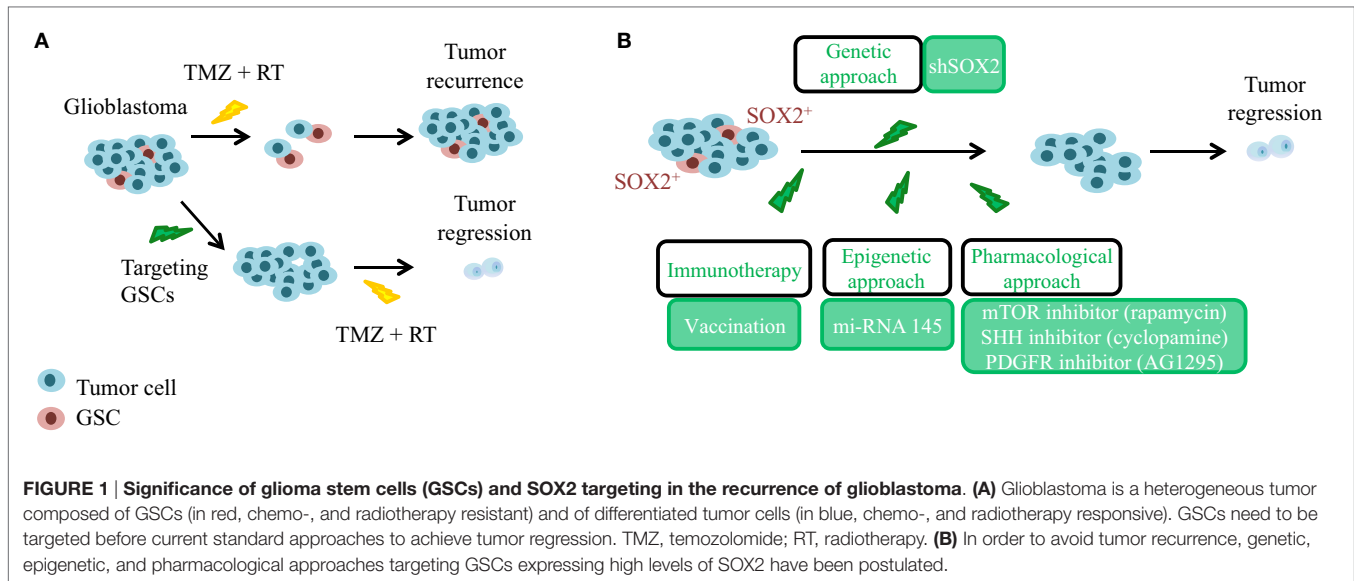 A
TMZ + RT
Glioblastoma
Tumor
recurrence
Targeting
GSCs
TMZ + RT
Tumor
regression
Tumor cell
GSC
B
Genetic
approach
shSOX2
SOX2+
SOX2+
Tumor
regression
Immunotherapy
Vaccination
Epigenetic
approach
mi-RNA 145
Pharmacological
approach
mTOR inhibitor (rapamycin)
SHH inhibitor (cyclopamine)
PDGFR inhibitor (AG1295)
FIGURE 1 | Significance of glioma stem cells (GSCs) and SOX2 targeting in the recurrence of glioblastoma. (A) Glioblastoma is a heterogeneous tumor
composed of GSCs (in red, chemo-, and radiotherapy resistant) and of differentiated tumor cells (in blue, chemo-, and radiotherapy responsive). GSCs need to be
targeted before current standard approaches to achieve tumor regression. TMZ, temozolomide; RT, radiotherapy. (B) In order to avoid tumor recurrence, genetic,
epigenetic, and pharmacological approaches targeting GSCs expressing high levels of SOX2 have been postulated.